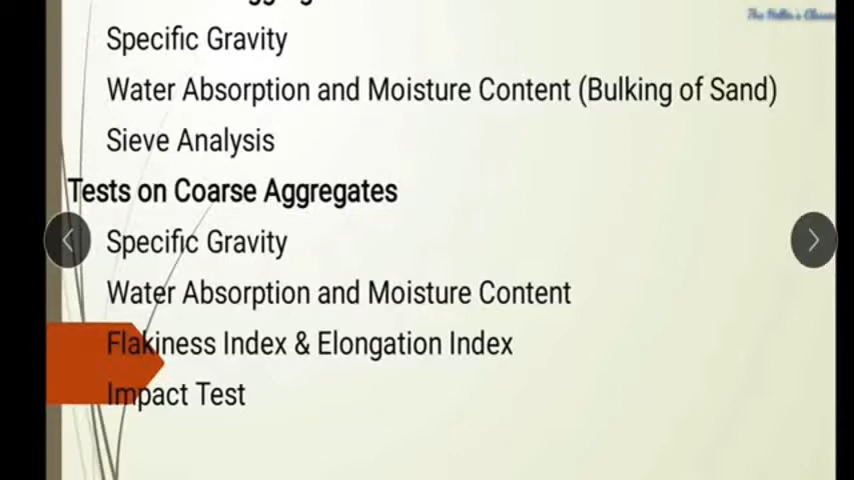 Specific Gravity
Water Absorption and Moisture Content (Bulking of Sand)
Sieve Analysis
Tests on Coarse Aggregates
Specific Gravity
Water Absorption and Moisture Content
Flakiness Index & Elongation Index
Impact Test